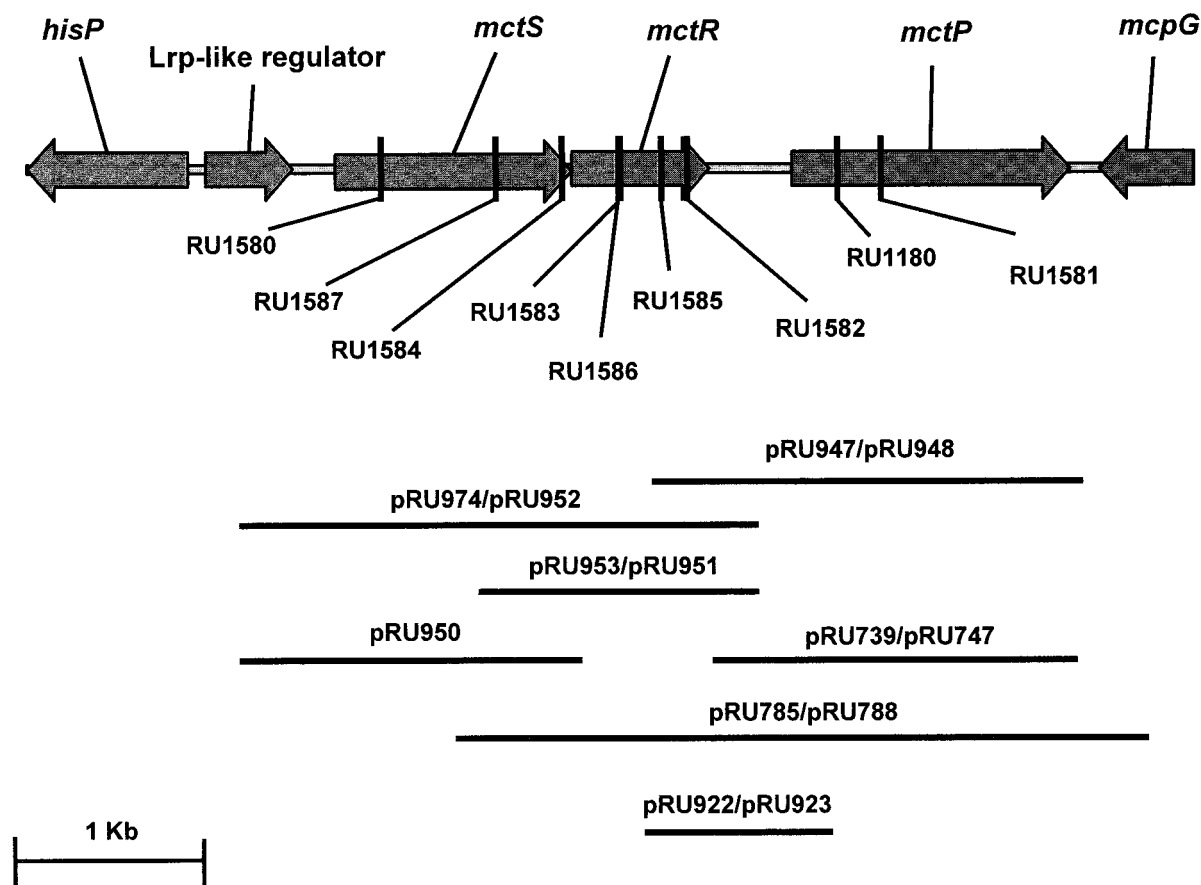 hisP
Lrp-like regulator
mctS
mctR
mctP
mcpG
RU1580
RU1587
RU1584
RU1583
RU1586
RU1585
RU1582
RU1180
RU1581
pRU947/pRU948
pRU974/pRU952
pRU953/pRU951
pRU950
pRU739/pRU747
pRU785/pRU788
pRU922/pRU923
1 Kb